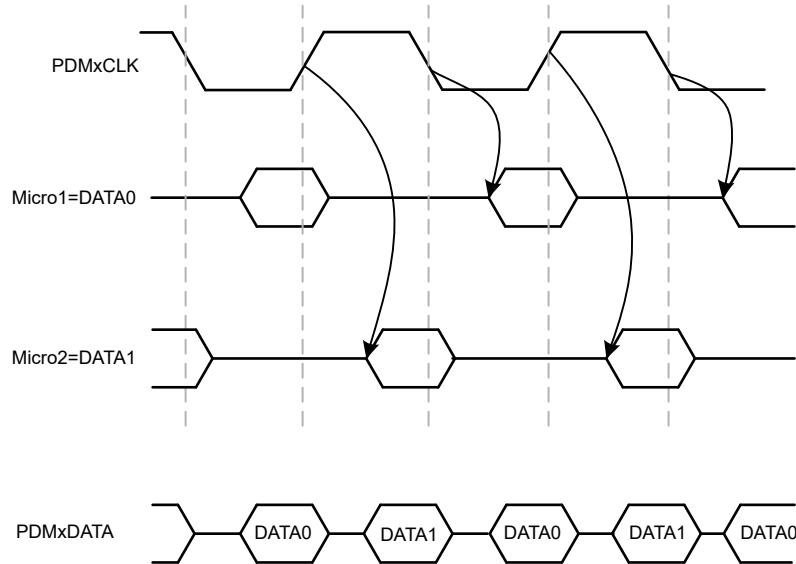 PDMxCLK
Micro1=DATA0
Micro2=DATA1
PDMxDATA
DATA0
DATA1
DATA0
DATA1
DATA0